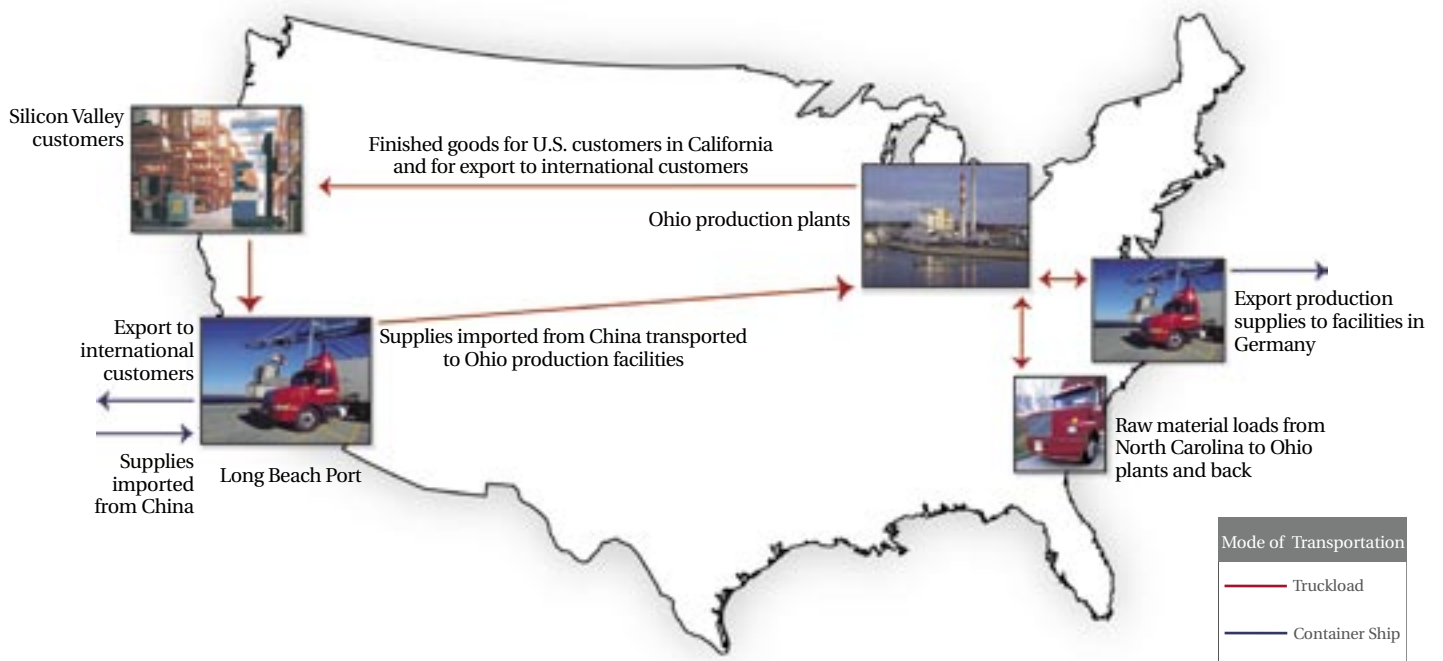 Silicon Valley
customers
Finished goods for U.S. customers in California
and for export to international customers
Ohio production plants
Export production
supplies to facilities in
Germany
Export to
international
customers
Supplies imported from China transported
to Ohio production facilities
Raw material loads from
North Carolina to Ohio
plants and back
Supplies
imported
from China
Long Beach Port
Mode of Transportation
Truckload
Container Ship